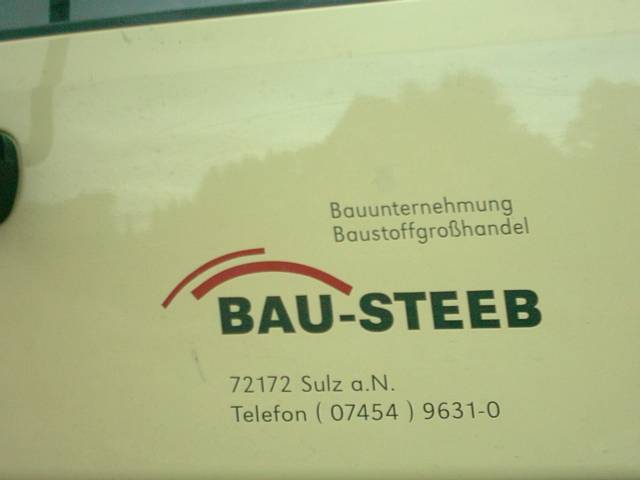 Bauunternehmung
Baustoffgroßhandel
BAU-STEEB
72172 Sulz a.N.
Telefon ( 07454 ) 9631-0